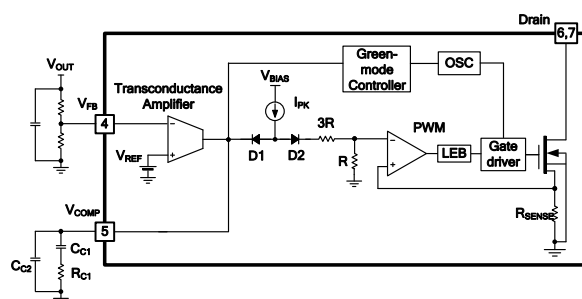 Drain
6,7
VOUT
VFB
4
Transconductance
Amplifier
VREF
VBIAS
IPK
D1
D2
3R
R
Green-
mode
Controller
OSC
PWM
LEB
Gate
driver
RSENSE
VCOMP
5
CC1
CC2
RC1